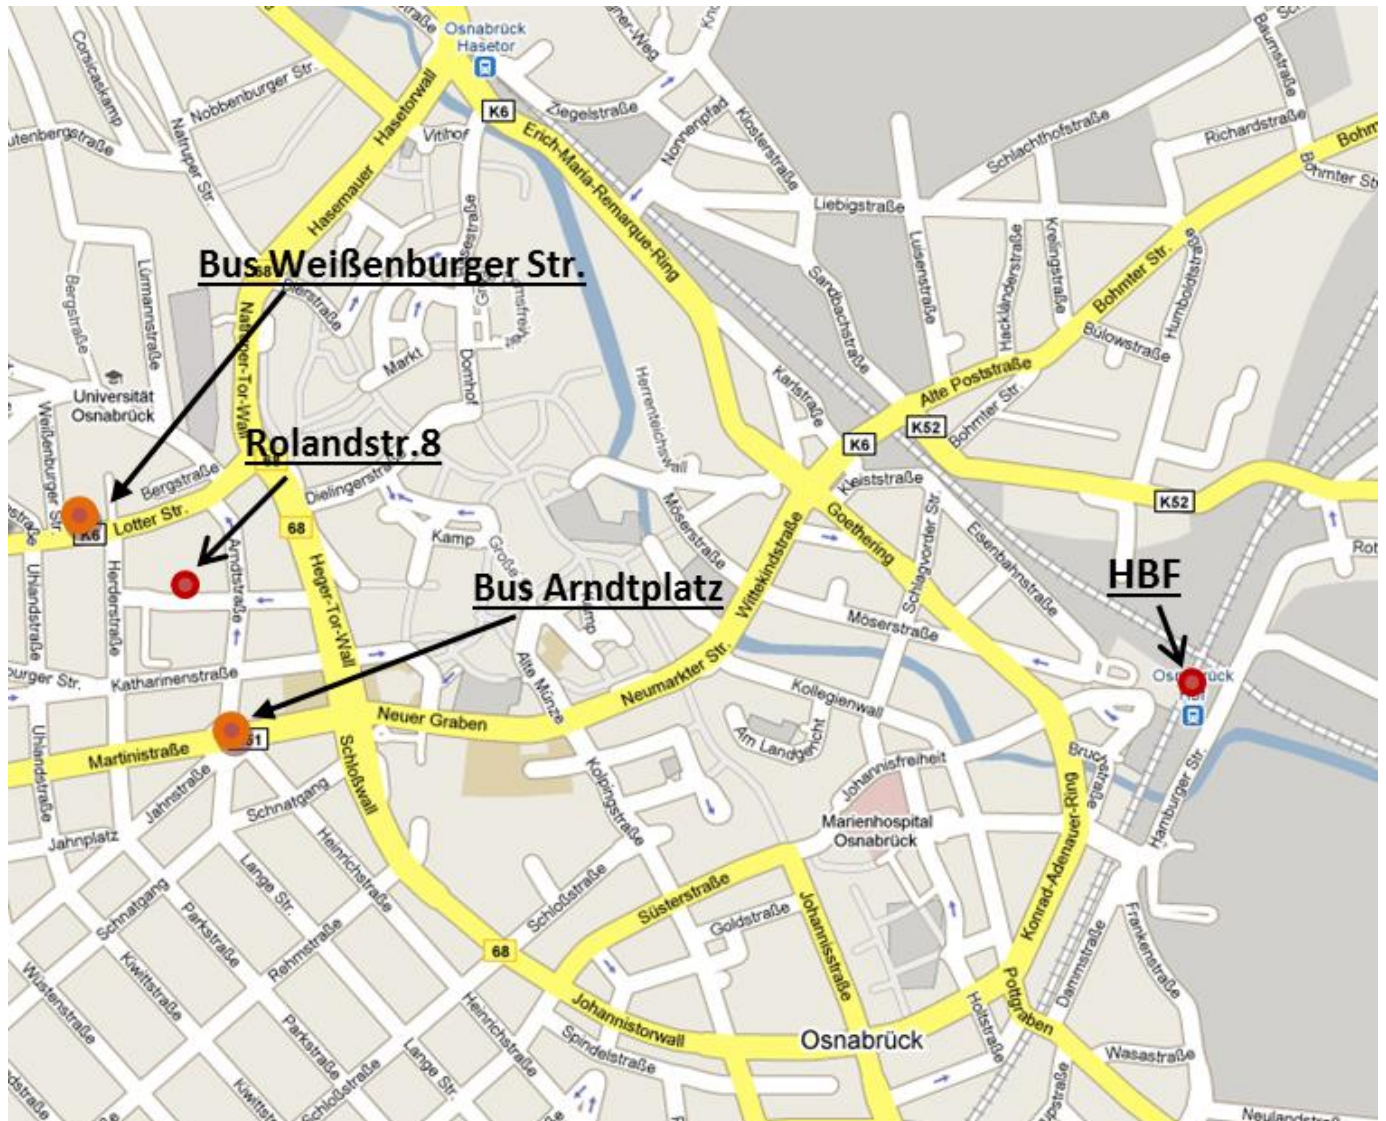 Osnabrück
Hasetor
K6
Corsicaskamp
Nobbenburger Str.
Natruper Str.
Hasetorwall
Vitihof
Ziegelstraße
Nonnenpfad
Klosterstraße
Erich-Maria-Remarque-Ring
Schlachthofstraße
Baumstraße
Richardstraße
Bohmter Str.
Liebigstraße
Luisenstraße
Hackländerstraße
Krelingstraße
Humboldtstraße
Bohmter Str.
Bülowstraße
Sandbachstraße
Hasemauer
Bus Weißenburger Str.
68
Lürmannstraße
Bergstraße
Markt
Domhof
Herrenteichswall
Karlstraße
Alte Poststraße
Bohmter Str.
K6
K52
K52
Universität
Osnabrück
Weißenburger Str.
Rolandstr.8
Bergstraße
Dielingerstraße
Lotter Str.
K6
68
Kamp
Große
Möserstraße
Kleiststraße
Goethering
Schlagvorder Str.
Eisenbahnstraße
Wittekindstraße
Uhlandstraße
Herderstraße
Arndtstraße
Heger-Tor-Wall
Bus Arndtplatz
HBF
Möserstraße
Katharinenstraße
Alte Münze
Neumarkter Str.
Kollegienwall
Am Landgericht
Neuer Graben
Martinistraße
Uhlandstraße
Schloßwall
Jahnstraße
Schnatgang
Jahnplatz
Heinrichstraße
Lange Str.
Kolpingstraße
Johannisfreiheit
Marienhospital
Osnabrück
Konrad-Adenauer-Ring
Hamburger Str.
Schnatgang
Parkstraße
Rehmstraße
Schloßstraße
Süsterstraße
Goldstraße
Johannisstraße
68
Kiwittstraße
Wüstenstraße
Parkstraße
Heinrichstraße
Lange Str.
Schloßstraße
Johannistorwall
Spindelstraße
Osnabrück
Holtstraße
Pottgraben
Dammstraße
Frankenstraße
Wasastraße
Neulandstraße